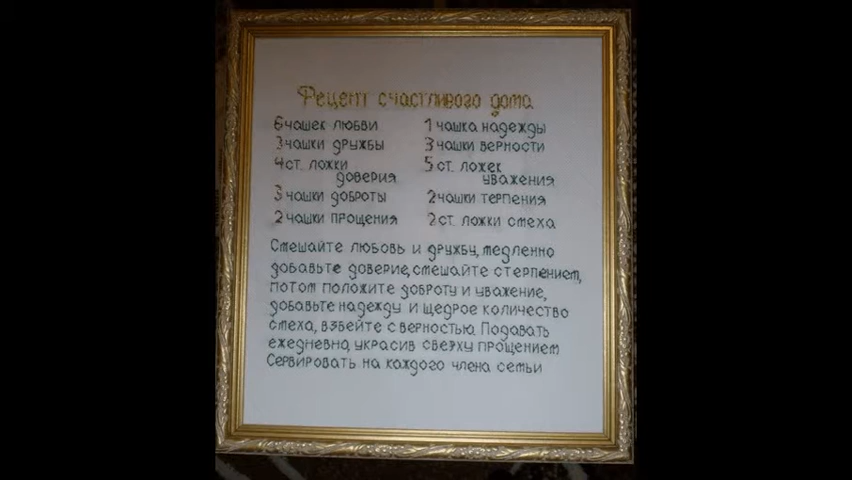 Рецепт счастливого дома
6 чашек любви 1 чашка надежды
3 чашки дружбы 3 чашки верности
4 ст. ложки доверия 5 ст. ложек уважения
3 чашки доброты 2 чашки терпения
2 чашки прощения 2 ст. ложки смеха
Смешайте любовь и дружбу, медленно
добавьте доверие, смешайте с терпением,
потом положите доброту и уважение,
добавьте надежду и щедрое количество
смеха, взбейте с верностью. Подавать
ежедневно, украсив сверху прощением
Сервировать на каждого члена семьи